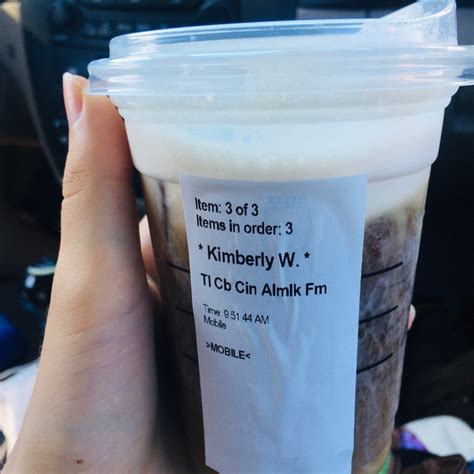 Item: 3 of 3
Items in order: 3
* Kimberly W. *
Tl Cb Cin Almlk Fm
Time: 9:51:44 AM
Mobile
>MOBILE<